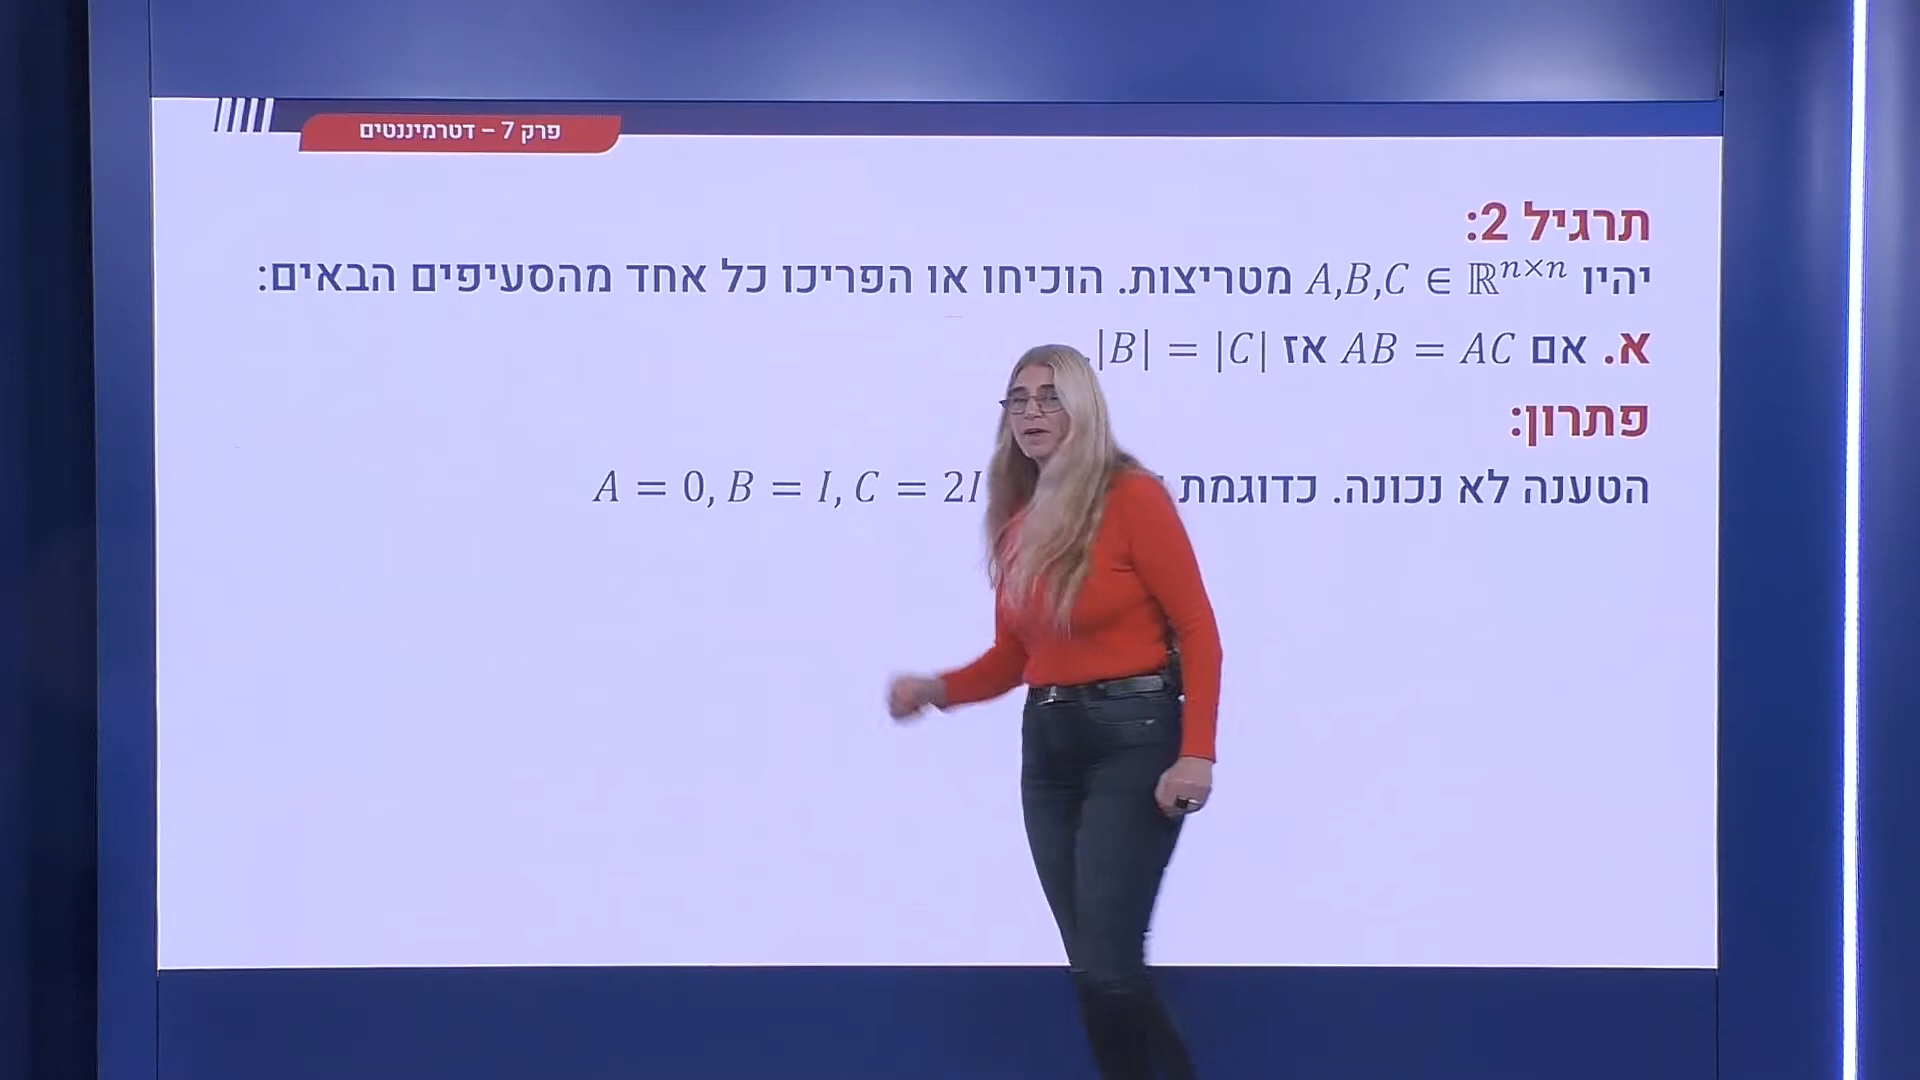 פרק 7 – דטרמיננטים
תרגיל 2:
יהיו A,B,C ∈ ℝⁿˣⁿ מטריצות. הוכיחו או הפריכו כל אחד מהסעיפים הבאים:
א. אם AB = AC אז |B| = |C|.
פתרון:
הטענה לא נכונה. כדוגמת A = 0, B = I, C = 2I